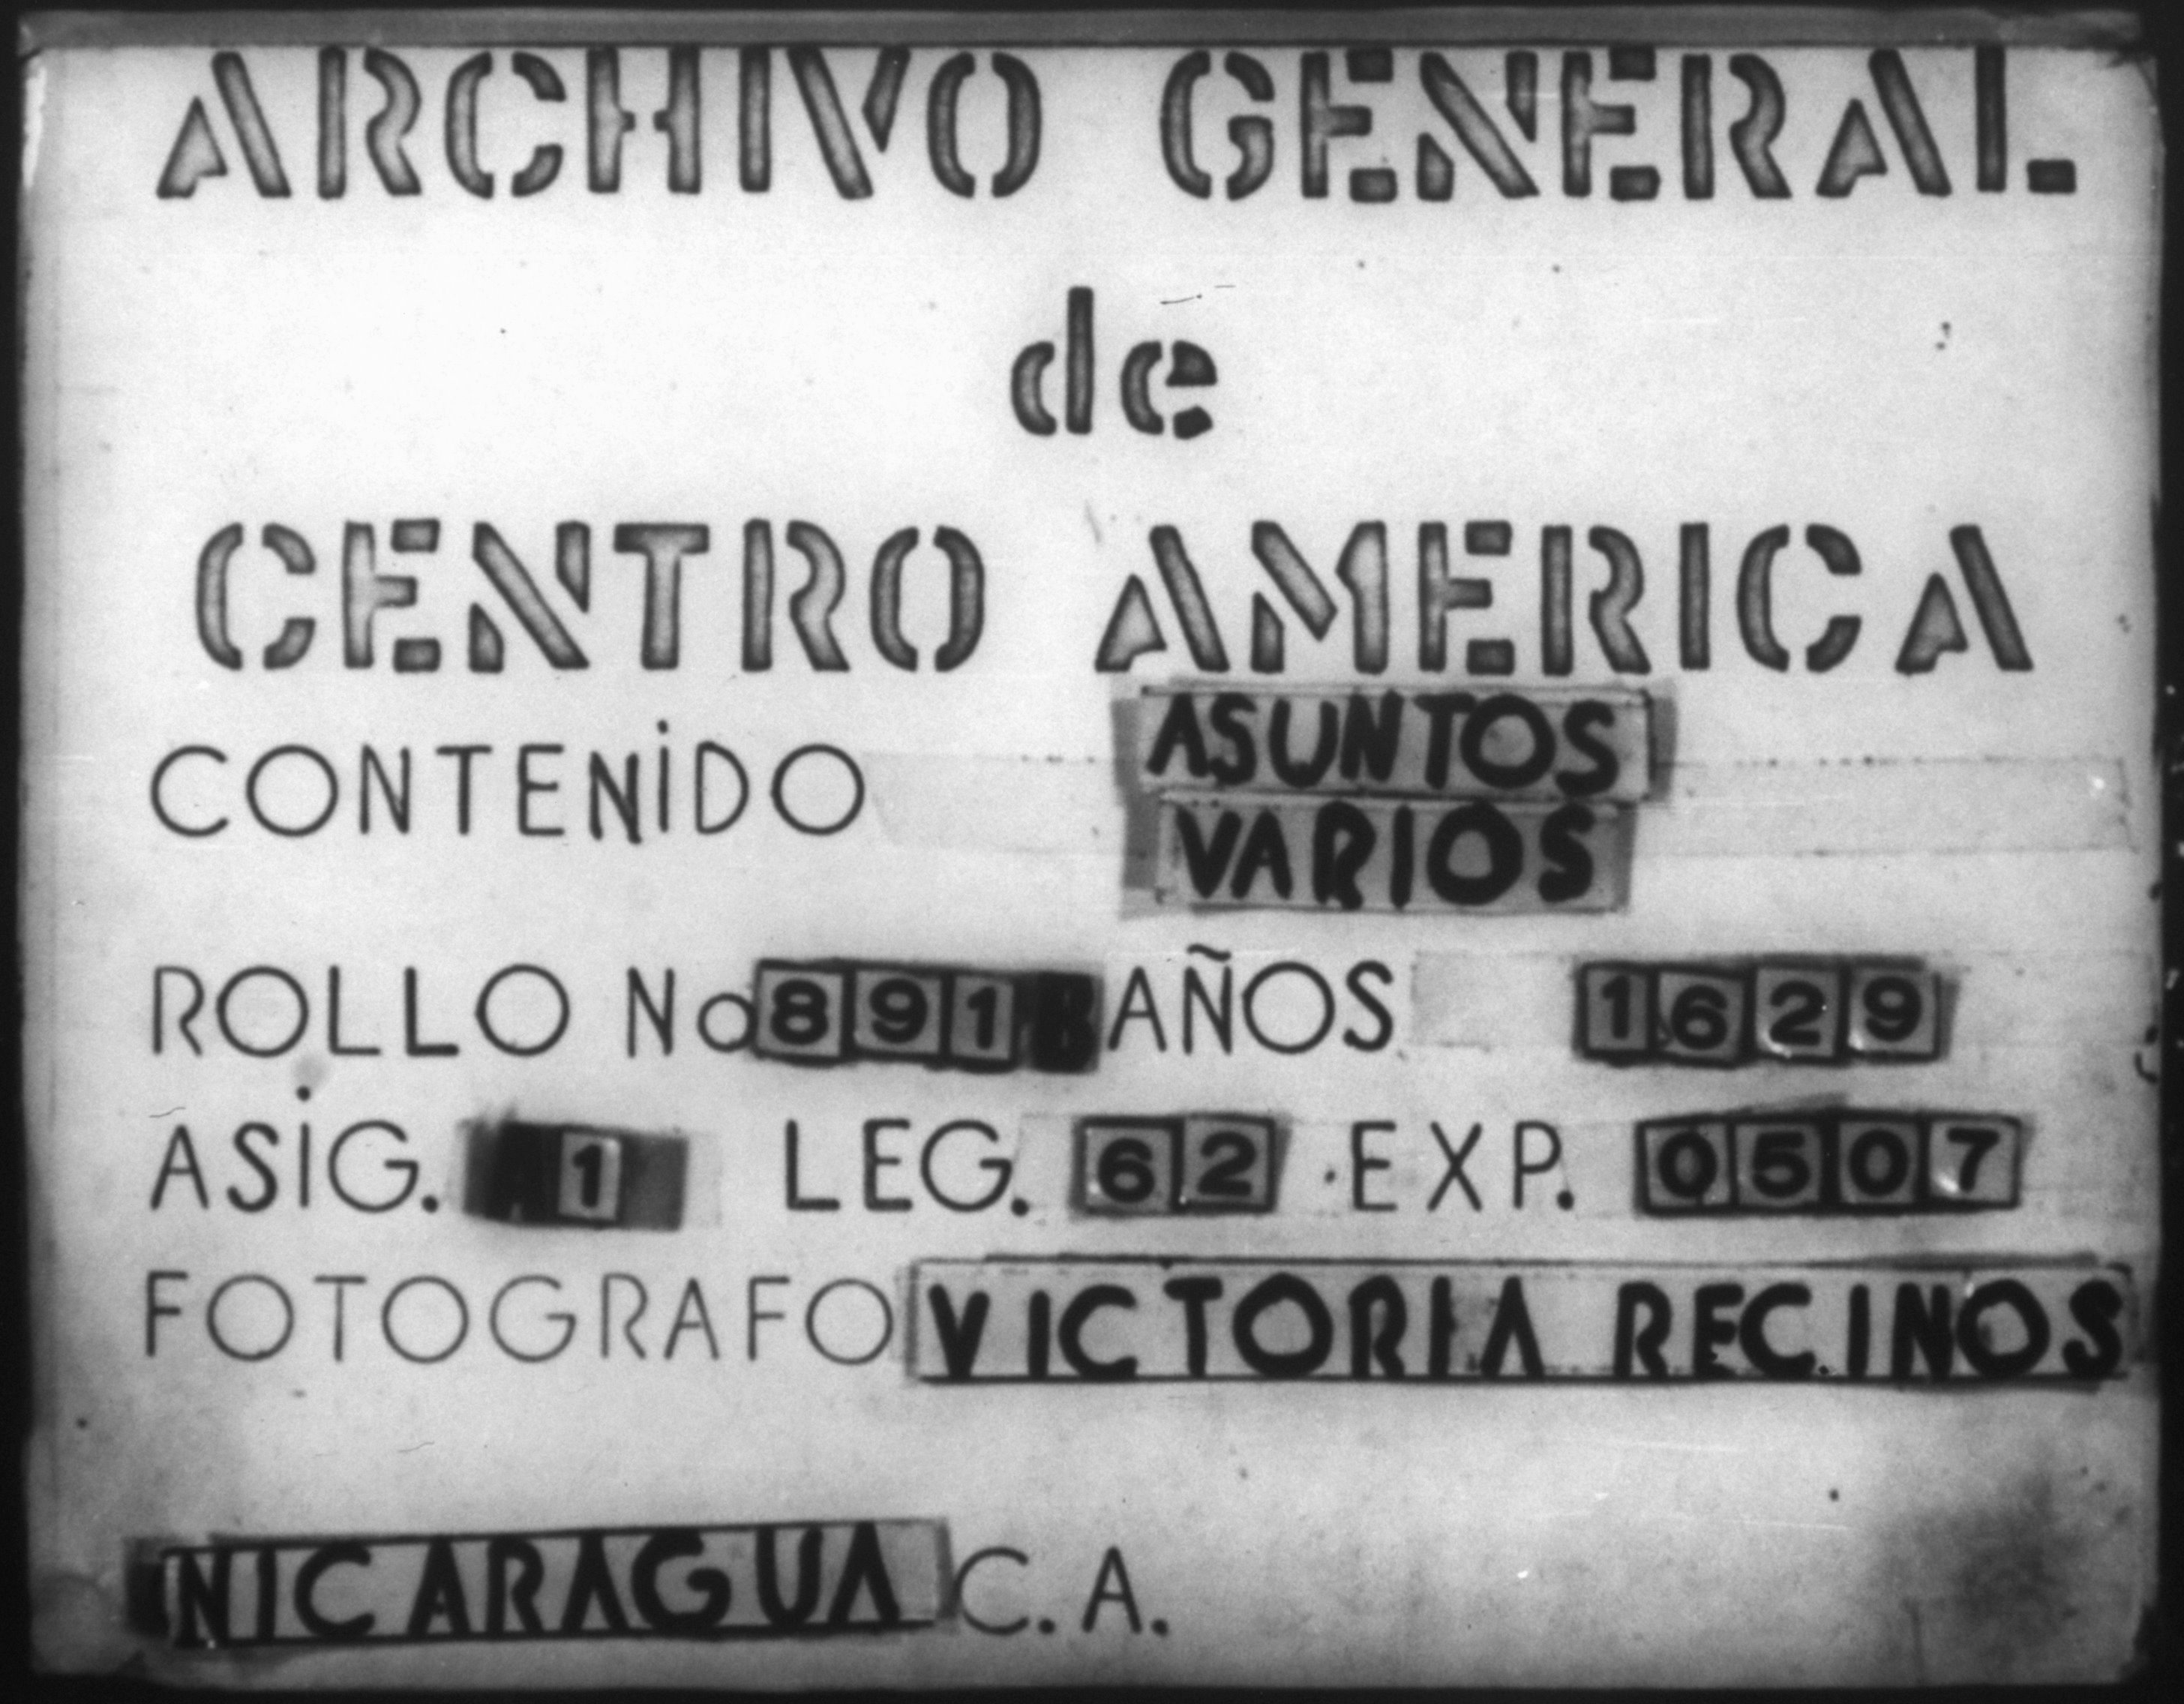 ARCHIVO GENERAL
de
CENTRO AMERICA
CONTENIDO ASUNTOS
VARIOS
ROLLO No 891 AÑOS 1629
ASIG. 1 LEG. 62 EXP. 0507
FOTOGRAFO VICTORIA RECINOS
NICARAGUA C.A.